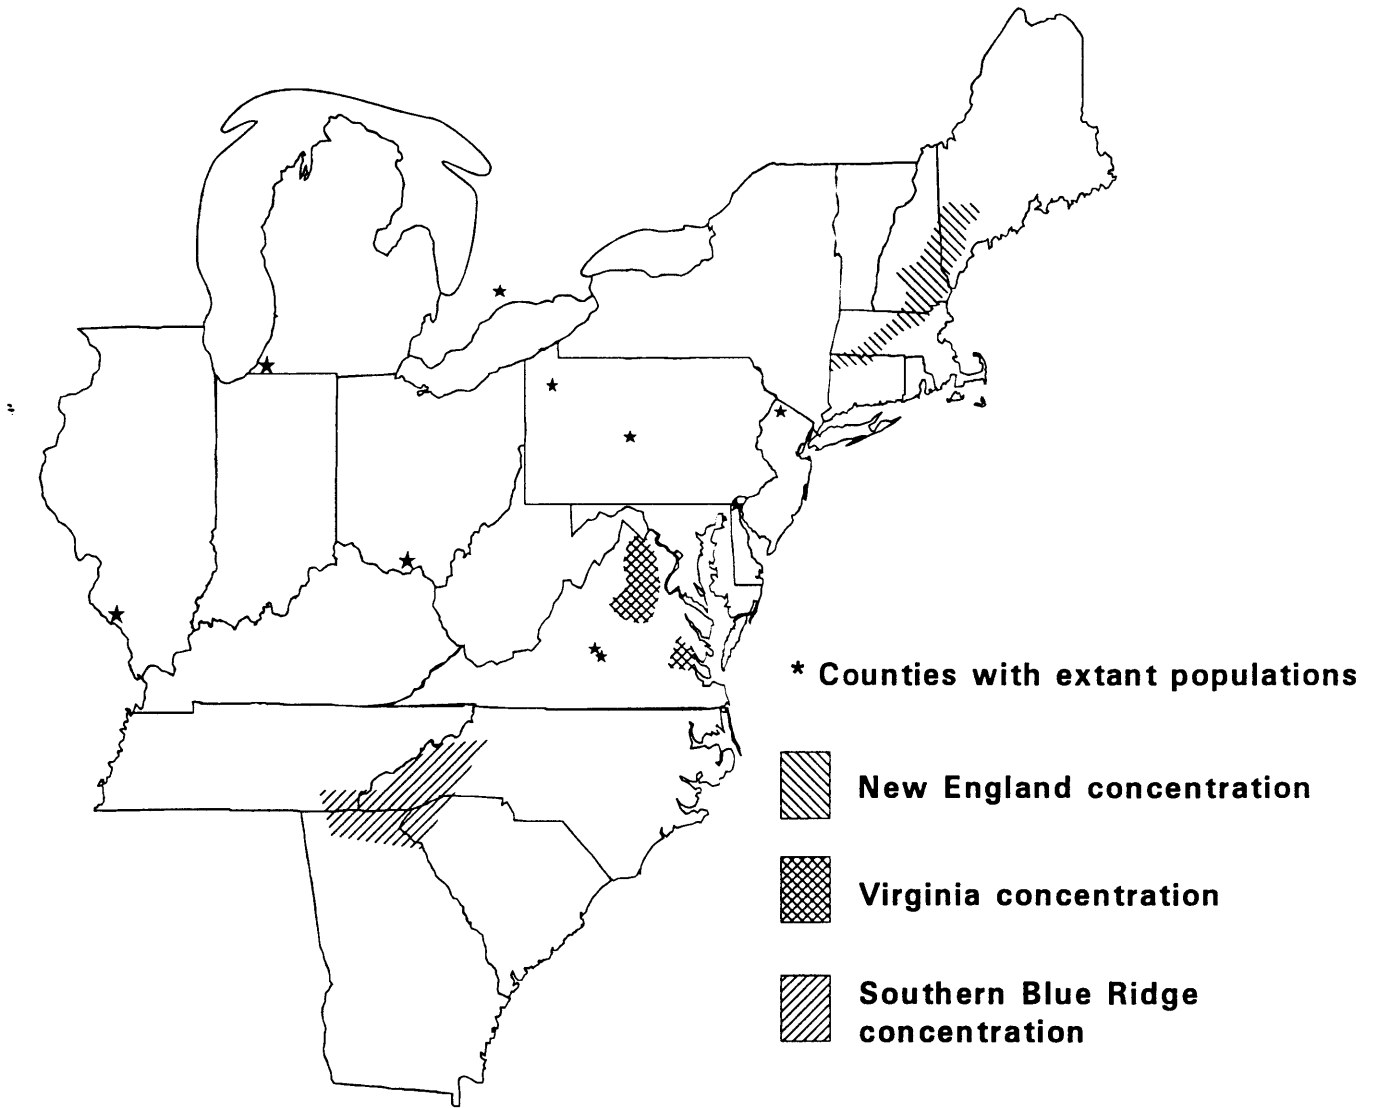 * Counties with extant populations
New England concentration
Virginia concentration
Southern Blue Ridge
concentration